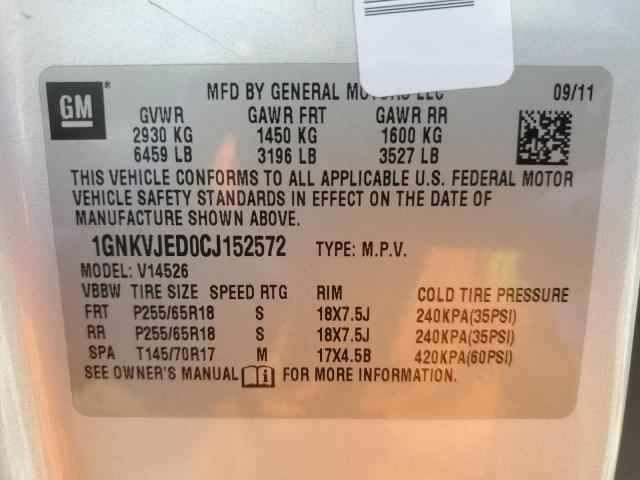 GM ®
MFD BY GENERAL MOTORS LLC 09/11
GVWR GAWR FRT GAWR RR
2930 KG 1450 KG 1600 KG
6459 LB 3196 LB 3527 LB
THIS VEHICLE CONFORMS TO ALL APPLICABLE U.S. FEDERAL MOTOR
VEHICLE SAFETY STANDARDS IN EFFECT ON THE DATE OF
MANUFACTURE SHOWN ABOVE.
1GNKVJED0CJ152572 TYPE: M.P.V.
MODEL: V14526
VBBW TIRE SIZE SPEED RTG RIM COLD TIRE PRESSURE
FRT P255/65R18 S 18X7.5J 240KPA(35PSI)
RR P255/65R18 S 18X7.5J 240KPA(35PSI)
SPA T145/70R17 M 17X4.5B 420KPA(60PSI)
SEE OWNER'S MANUAL FOR MORE INFORMATION.